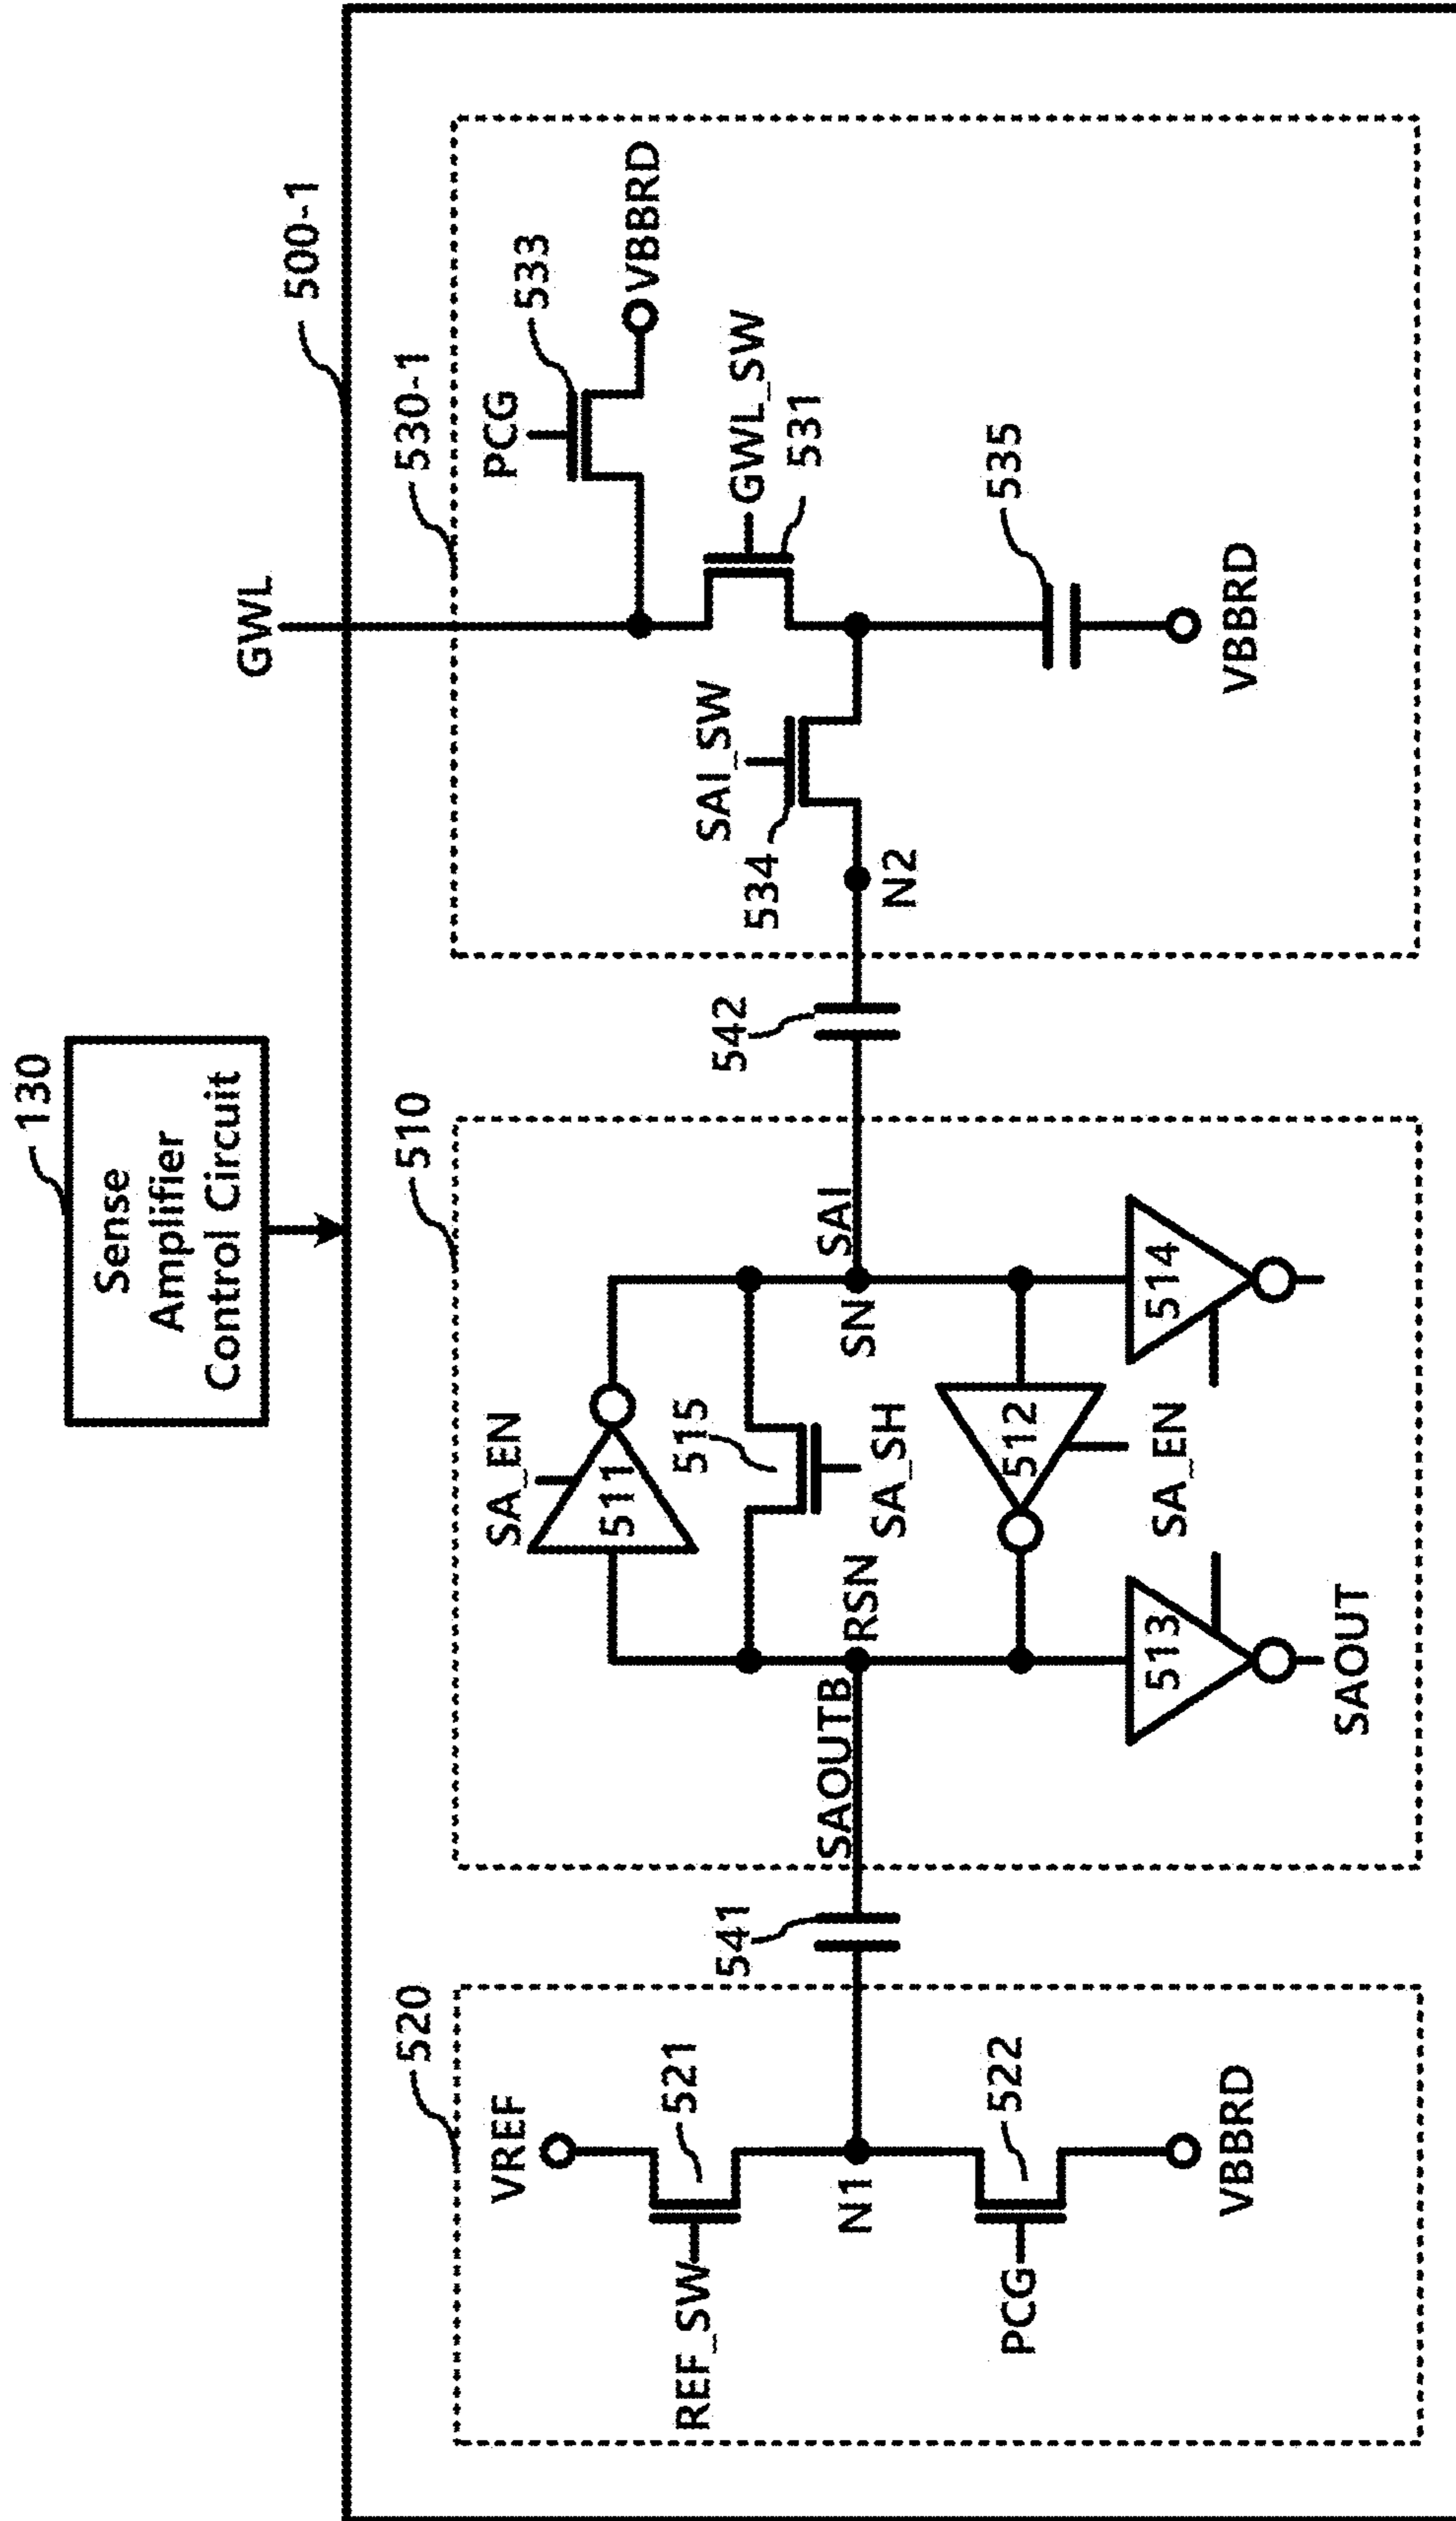 130
Sense
Amplifier
Control Circuit
500-1
GWL
520
510
530-1
VREF
REF_SW
521
N1
PCG
522
VBBRD
541
SAOUTB
RSN
SA_EN
511
515
SA_SH
512
SA_EN
513
514
SAOUT
SAI
SN
542
N2
SAI_SW
534
PCG
533
VBBRD
GWL_SW
531
535
VBBRD